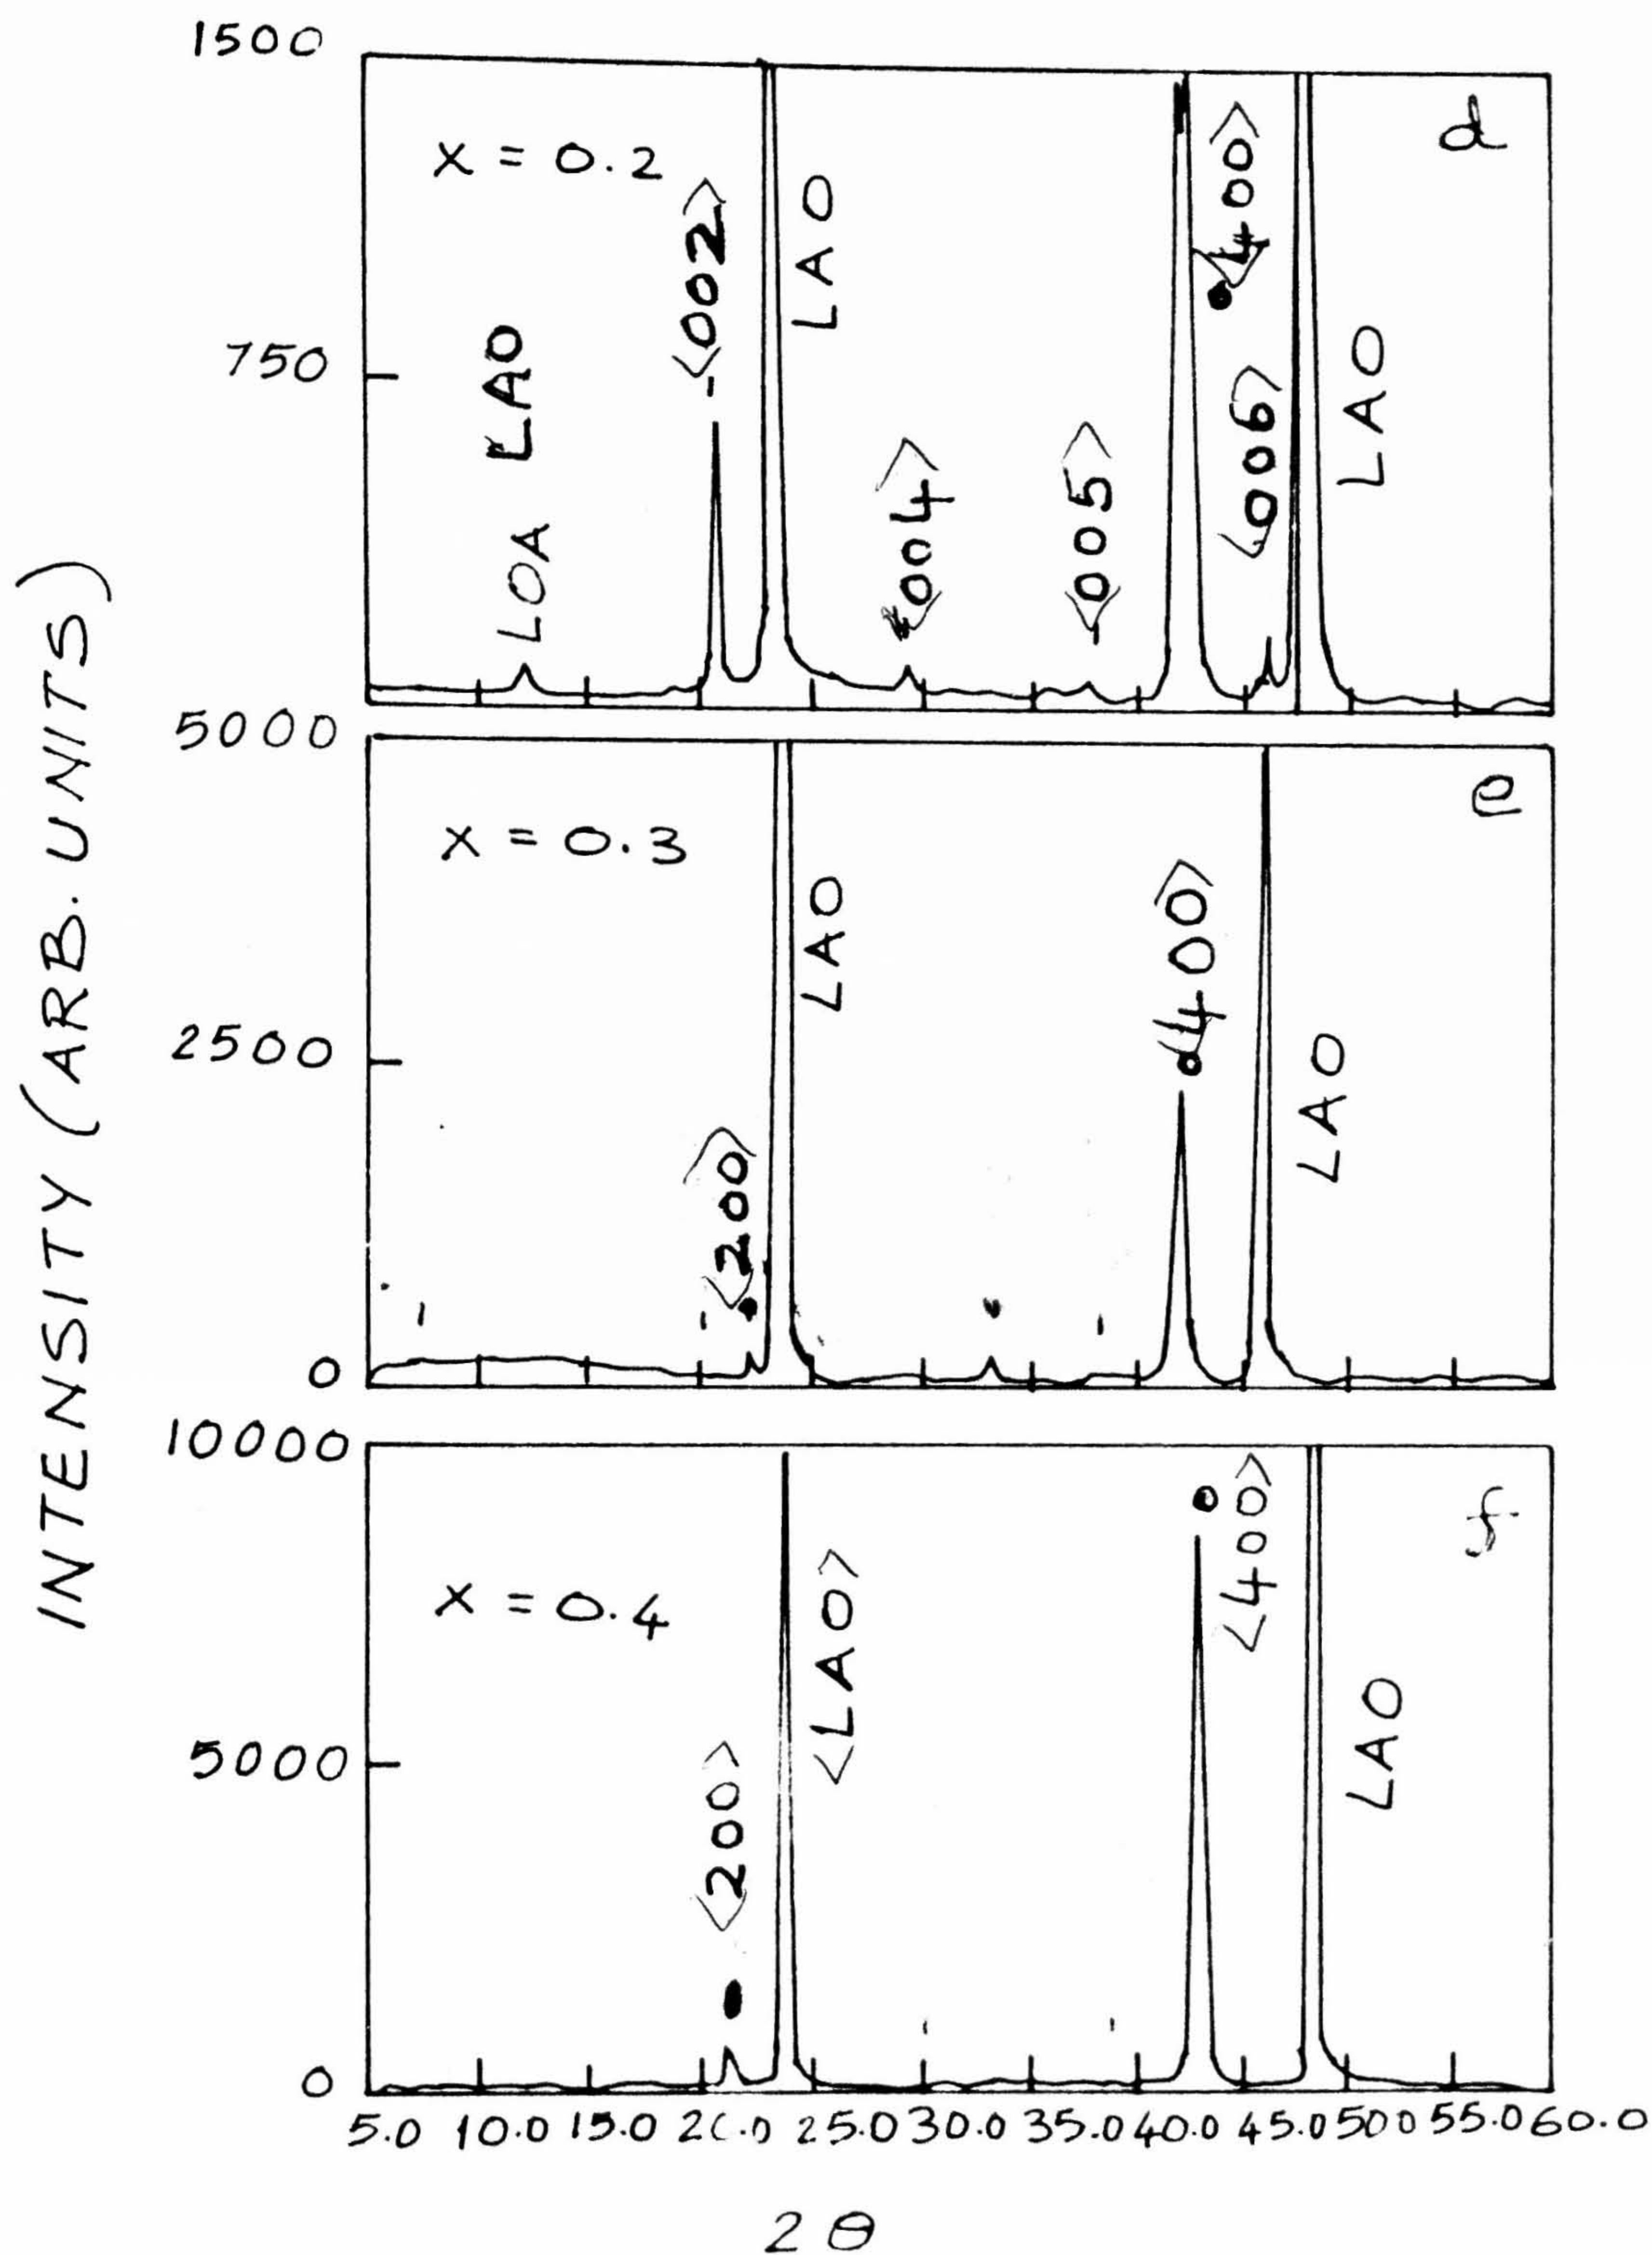 INTENSITY (ARB. UNITS)
1500
750
x = 0.2
d
LOA
LAO
<002>
LAO
<004>
<005>
<400>
<006>
LAO
5000
2500
0
x = 0.3
e
<200>
LAO
<400>
LAO
10000
5000
0
x = 0.4
f
<200>
<LAO>
<400>
LAO
5.0 10.0 15.0 20.0 25.0 30.0 35.0 40.0 45.0 500 55.0 60.0
2θ